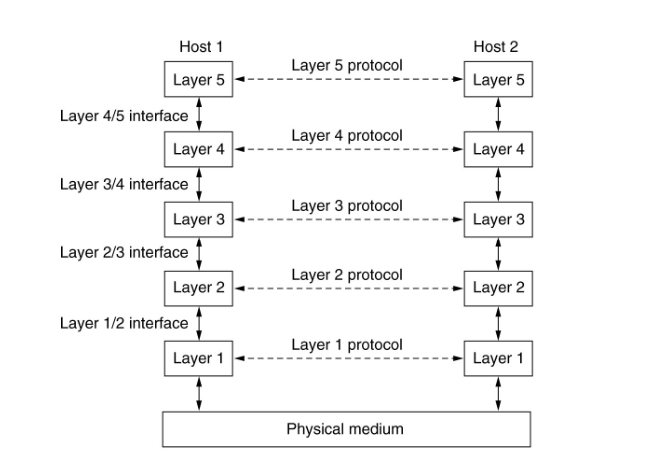 Host 1
Host 2
Layer 5 protocol
Layer 5
Layer 5
Layer 4/5 interface
Layer 4 protocol
Layer 4
Layer 4
Layer 3/4 interface
Layer 3 protocol
Layer 3
Layer 3
Layer 2/3 interface
Layer 2 protocol
Layer 2
Layer 2
Layer 1/2 interface
Layer 1 protocol
Layer 1
Layer 1
Physical medium